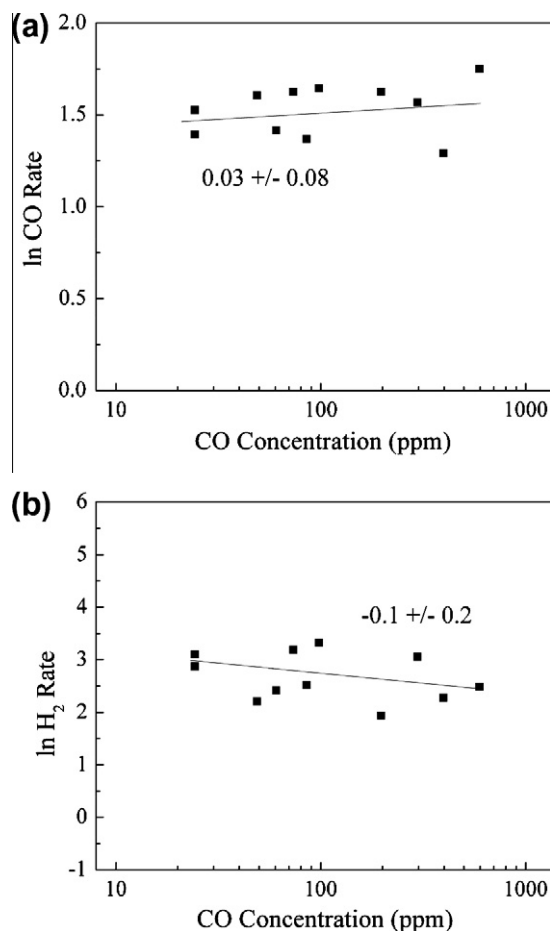 (a)
2.0
1.5
1.0
0.5
0.0
ln CO Rate
0.03 +/- 0.08
10
100
1000
CO Concentration (ppm)
(b)
6
5
4
3
2
1
0
-1
ln H₂ Rate
-0.1 +/- 0.2
10
100
1000
CO Concentration (ppm)